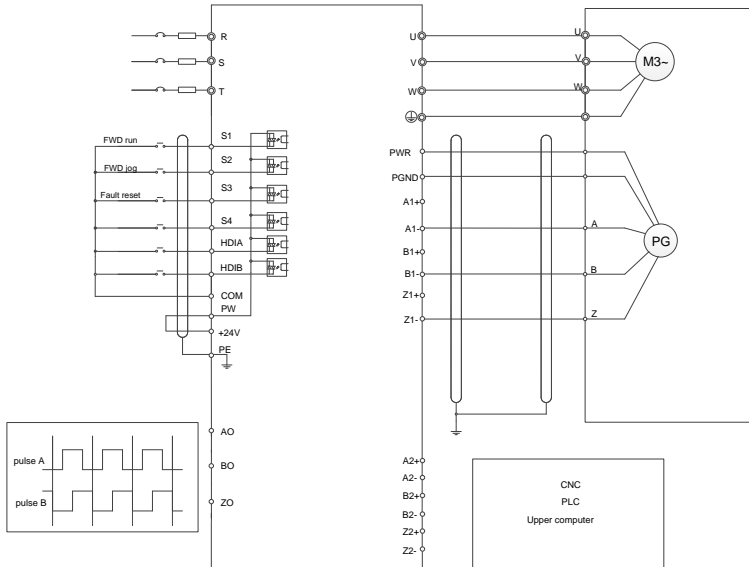 R
S
T
FWD run
S1
FWD jog
S2
Fault reset
S3
S4
HDIA
HDIB
COM
PW
+24V
PE
AO
BO
ZO
pulse A
pulse B
U
V
W
PWR
PGND
A1+
A1-
B1+
B1-
Z1+
Z1-
A2+
A2-
B2+
B2-
Z2+
Z2-
U
V
W
M3~
A
B
Z
PG
CNC
PLC
Upper computer